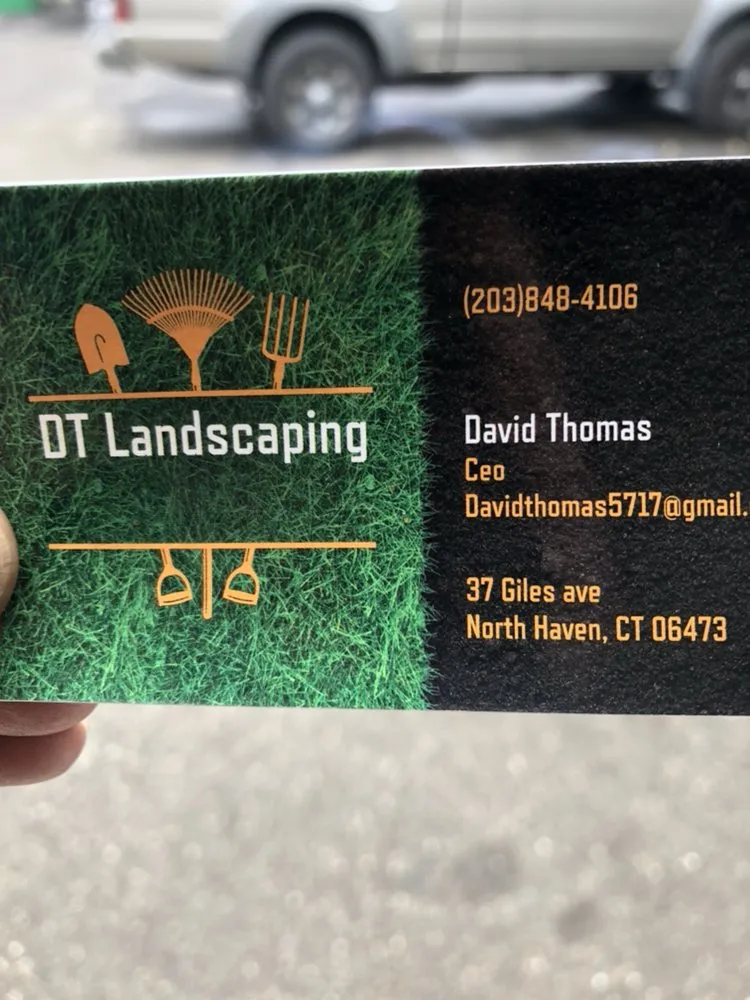 DT Landscaping
(203)848-4106
David Thomas
Ceo
Davidthomas5717@gmail.
37 Giles ave
North Haven, CT 06473